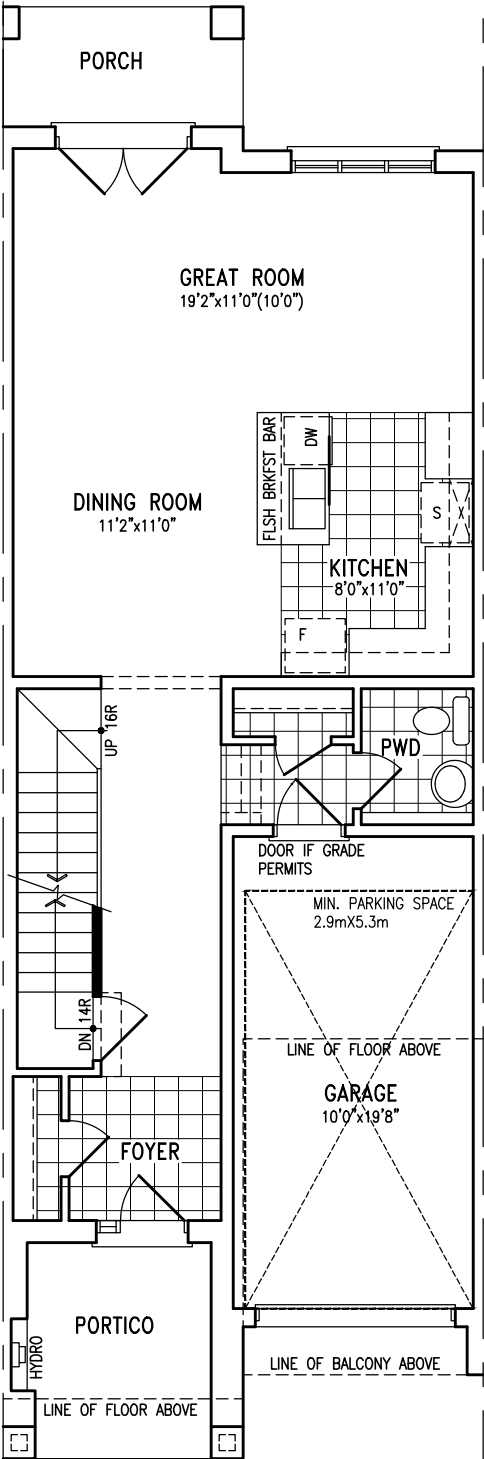 PORCH
GREAT ROOM
19'2"x11'0"(10'0")
FLSH BRKFST BAR
DW
DINING ROOM
11'2"x11'0"
S
KITCHEN
8'0"x11'0"
F
UP 16R
PWD
DOOR IF GRADE
PERMITS
MIN. PARKING SPACE
2.9mX5.3m
DN 14R
LINE OF FLOOR ABOVE
GARAGE
10'0"x19'8"
FOYER
PORTICO
HYDRO
LINE OF BALCONY ABOVE
LINE OF FLOOR ABOVE